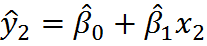 ŷ₂ = β̂₀ + β̂₁x₂